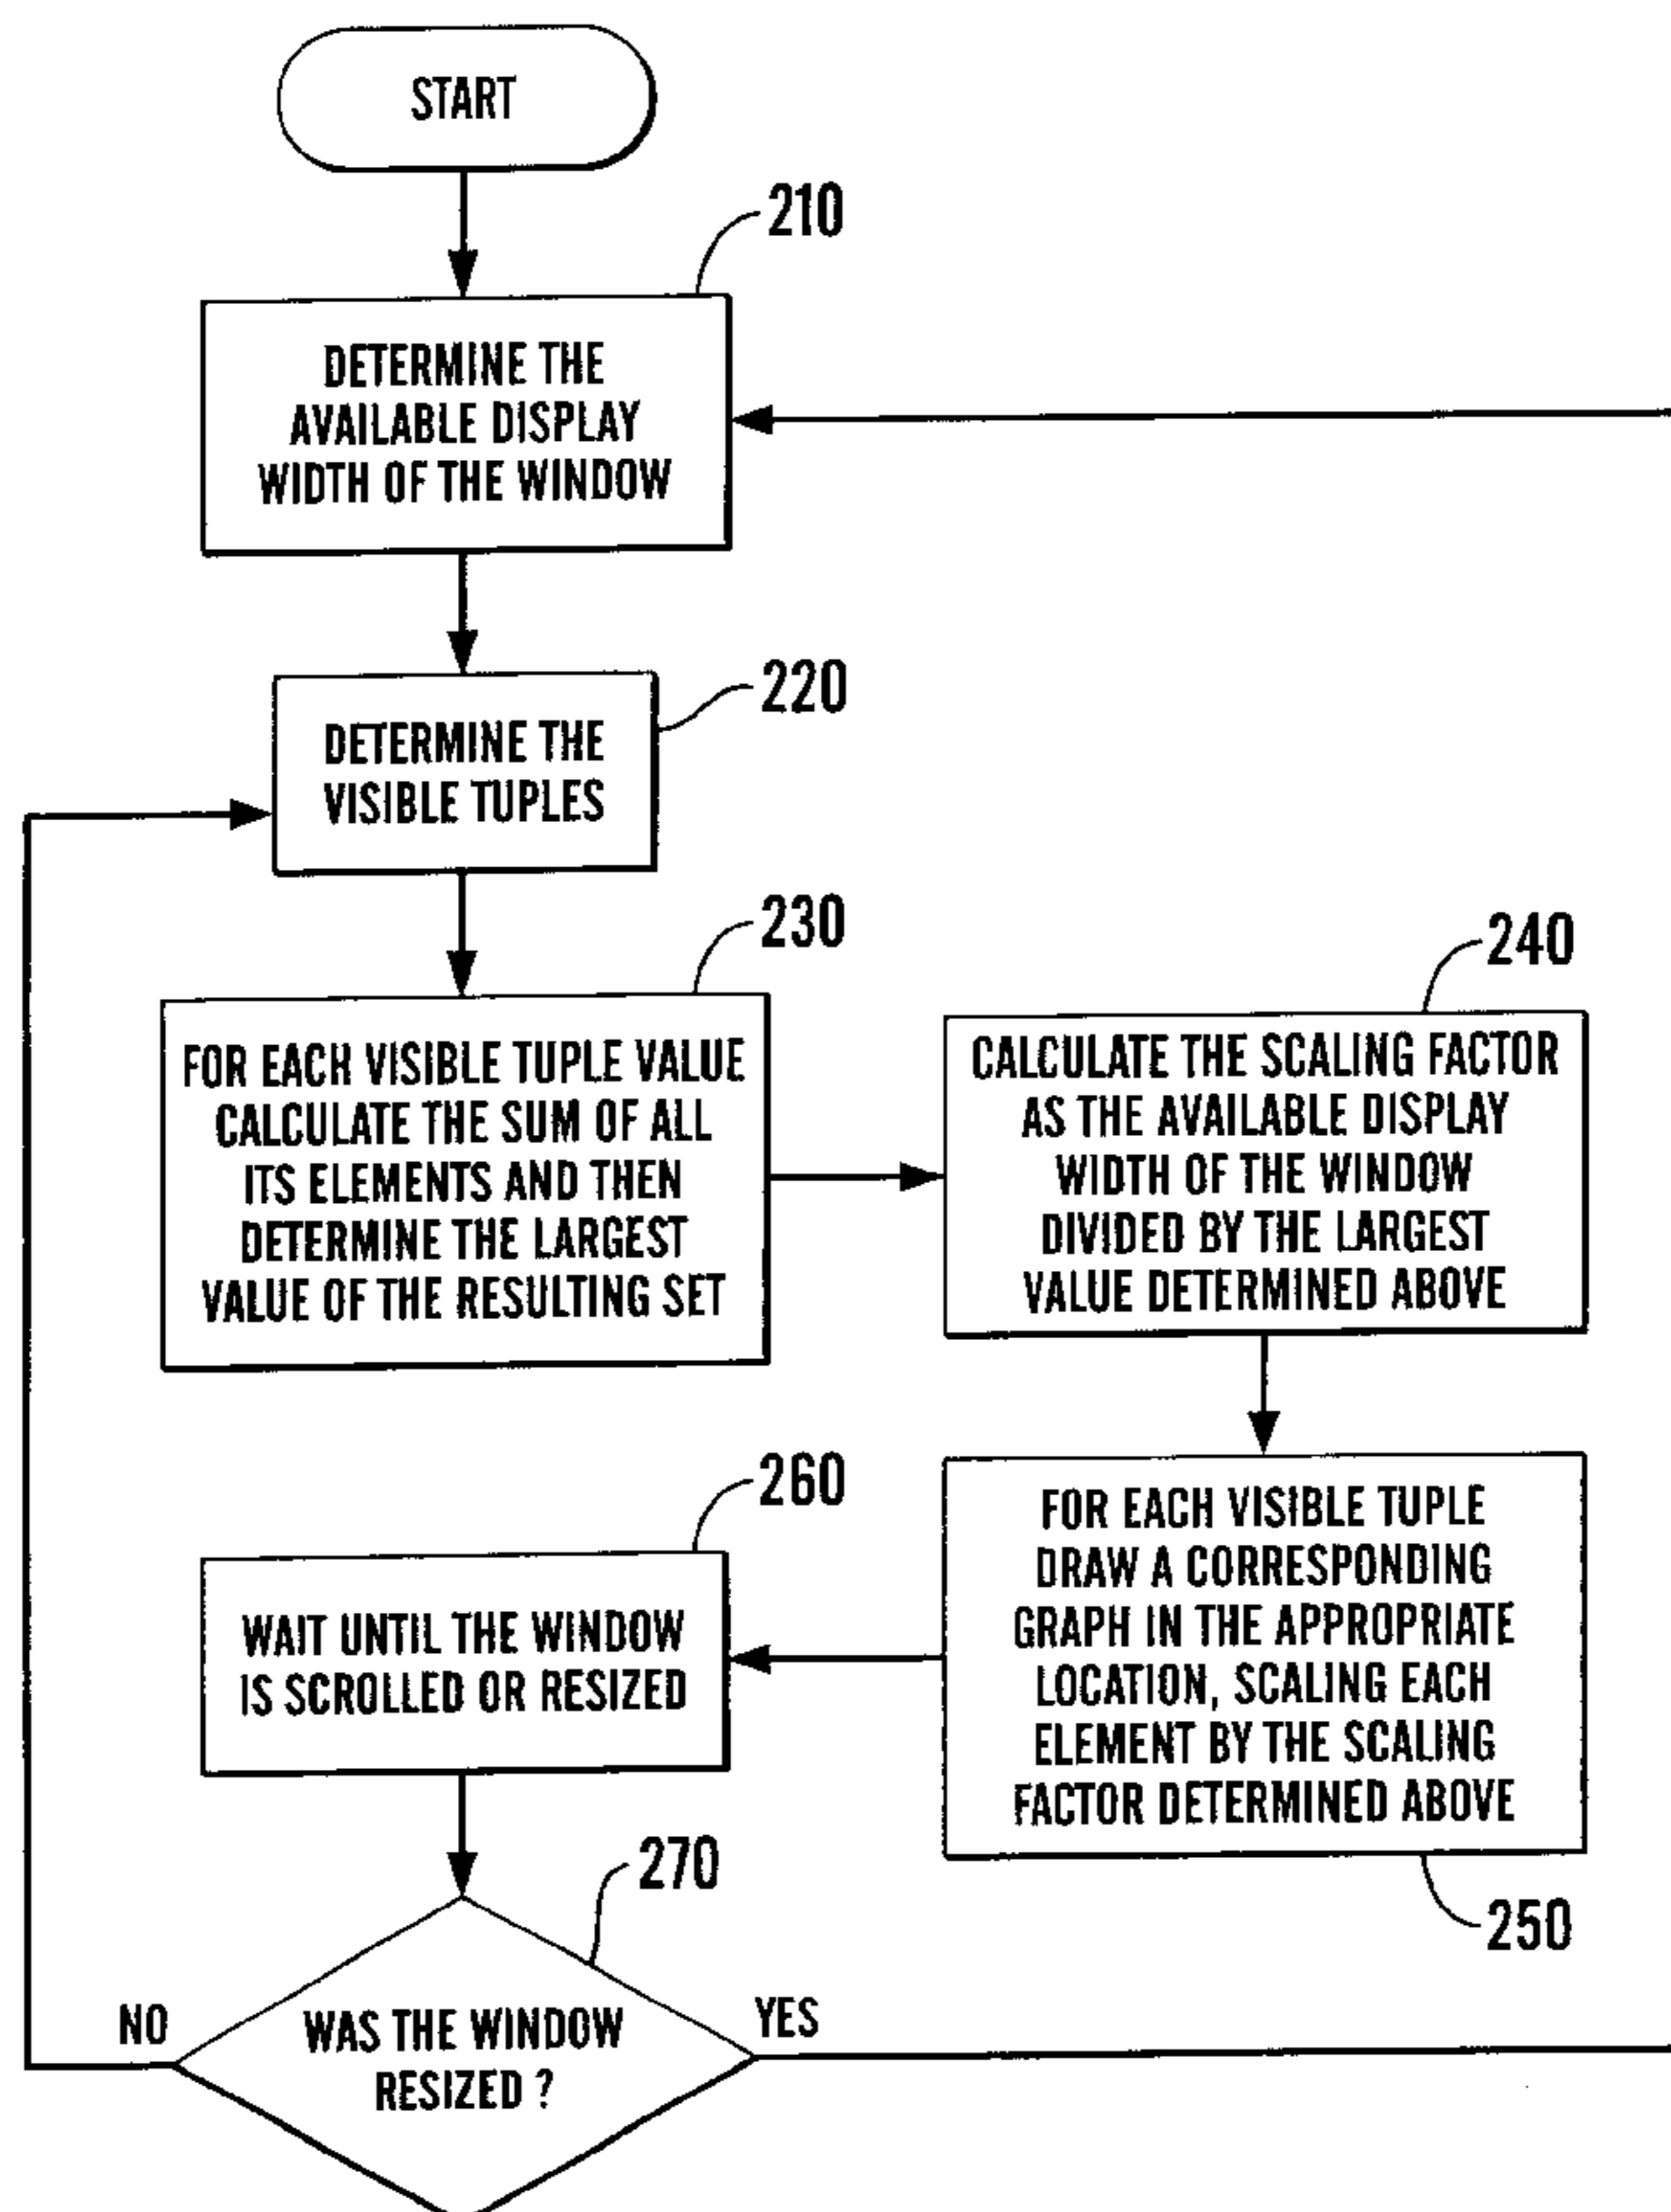 START
210
DETERMINE THE
AVAILABLE DISPLAY
WIDTH OF THE WINDOW
220
DETERMINE THE
VISIBLE TUPLES
230
FOR EACH VISIBLE TUPLE VALUE
CALCULATE THE SUM OF ALL
ITS ELEMENTS AND THEN
DETERMINE THE LARGEST
VALUE OF THE RESULTING SET
240
CALCULATE THE SCALING FACTOR
AS THE AVAILABLE DISPLAY
WIDTH OF THE WINDOW
DIVIDED BY THE LARGEST
VALUE DETERMINED ABOVE
FOR EACH VISIBLE TUPLE
DRAW A CORRESPONDING
GRAPH IN THE APPROPRIATE
LOCATION, SCALING EACH
ELEMENT BY THE SCALING
FACTOR DETERMINED ABOVE
250
260
WAIT UNTIL THE WINDOW
IS SCROLLED OR RESIZED
270
NO
WAS THE WINDOW
RESIZED ?
YES